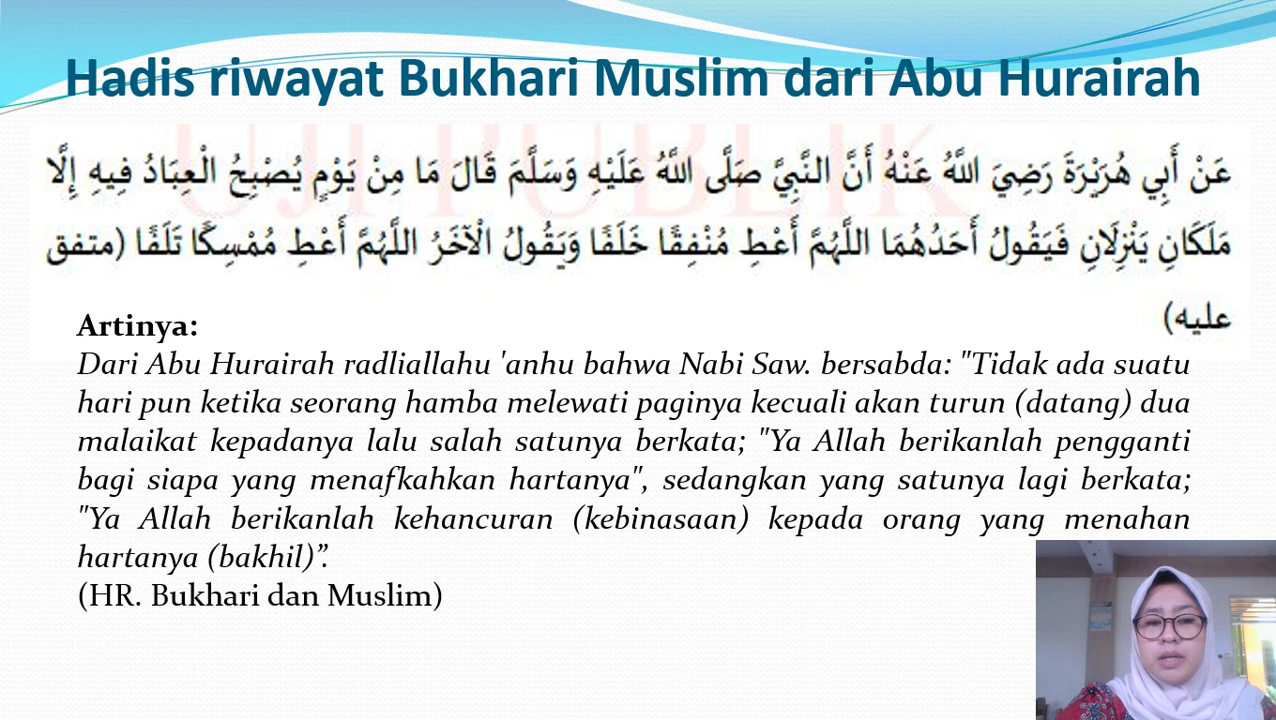 Hadis riwayat Bukhari Muslim dari Abu Hurairah
UJI PUBLIK
عَنْ أَبِي هُرَيْرَةَ رَضِيَ اللَّهُ عَنْهُ أَنَّ النَّبِيَّ صَلَّى اللَّهُ عَلَيْهِ وَسَلَّمَ قَالَ مَا مِنْ يَوْمٍ يُصْبِحُ الْعِبَادُ فِيهِ إِلَّا
مَلَكَانِ يَنْزِلَانِ فَيَقُولُ أَحَدُهُمَا اللَّهُمَّ أَعْطِ مُنْفِقًا خَلَفًا وَيَقُولُ الْآخَرُ اللَّهُمَّ أَعْطِ مُمْسِكًا تَلَفًا (متفق
عليه)
Artinya:
Dari Abu Hurairah radliallahu 'anhu bahwa Nabi Saw. bersabda: "Tidak ada suatu
hari pun ketika seorang hamba melewati paginya kecuali akan turun (datang) dua
malaikat kepadanya lalu salah satunya berkata; "Ya Allah berikanlah pengganti
bagi siapa yang menafkahkan hartanya", sedangkan yang satunya lagi berkata;
"Ya Allah berikanlah kehancuran (kebinasaan) kepada orang yang menahan
hartanya (bakhil)”.
(HR. Bukhari dan Muslim)